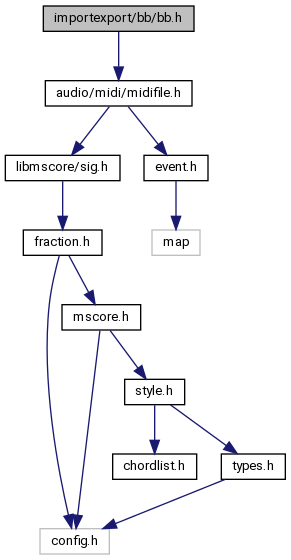 importexport/bb/bb.h
audio/midi/midifile.h
libmscore/sig.h
event.h
fraction.h
map
mscore.h
style.h
chordlist.h
types.h
config.h